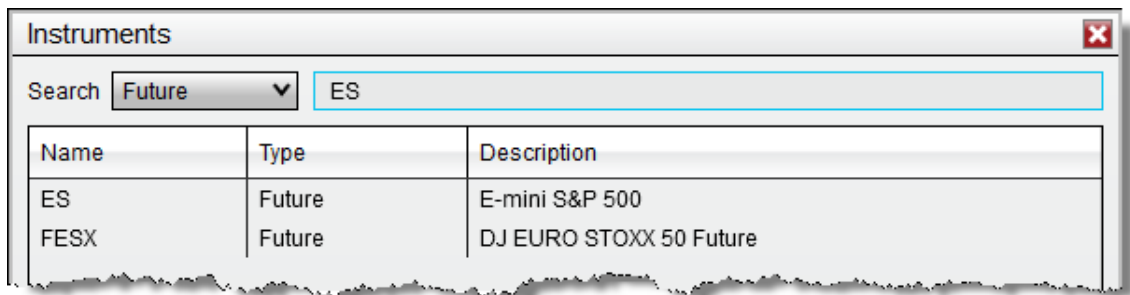 Instruments
Search Future ES
Name Type Description
ES Future E-mini S&P 500
FESX Future DJ EURO STOXX 50 Future